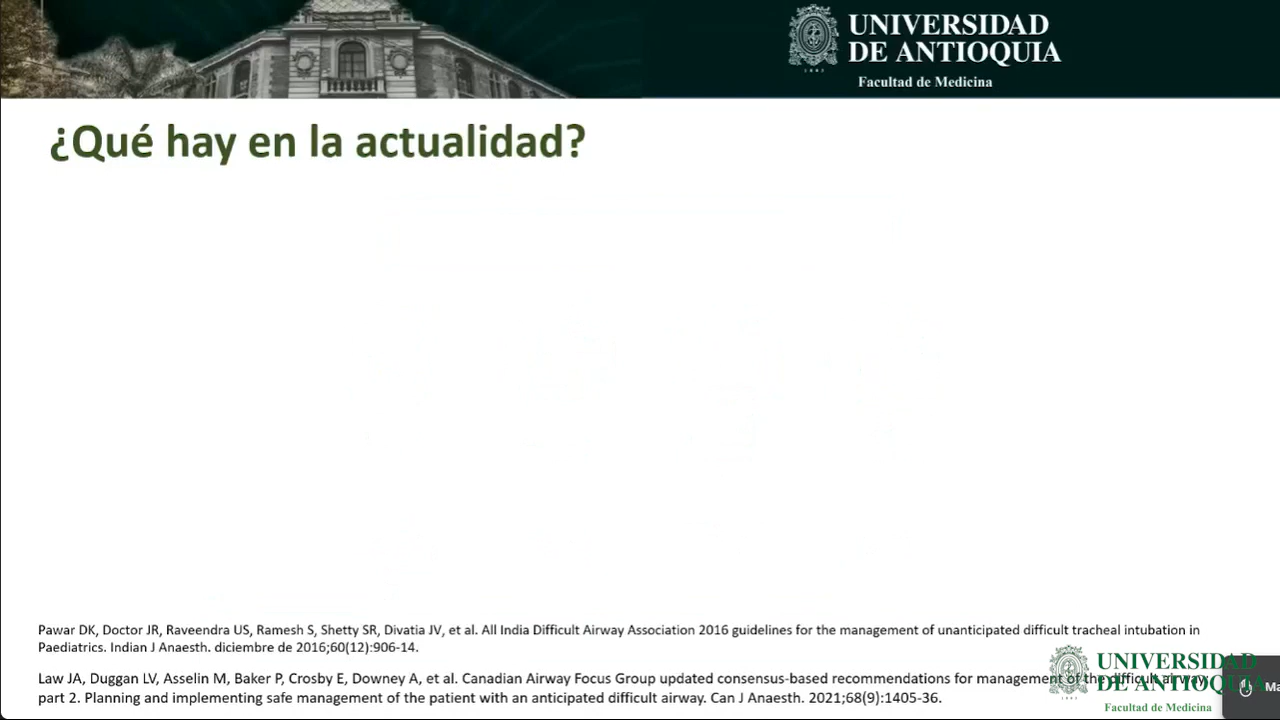 UNIVERSIDAD
DE ANTIOQUIA
1803
Facultad de Medicina
¿Qué hay en la actualidad?
Pawar DK, Doctor JR, Raveendra US, Ramesh S, Shetty SR, Divatia JV, et al. All India Difficult Airway Association 2016 guidelines for the management of unanticipated difficult tracheal intubation in
Paediatrics. Indian J Anaesth. diciembre de 2016;60(12):906-14.
Law JA, Duggan LV, Asselin M, Baker P, Crosby E, Downey A, et al. Canadian Airway Focus Group updated consensus-based recommendations for management of the difficult airway:
part 2. Planning and implementing safe management of the patient with an anticipated difficult airway. Can J Anaesth. 2021;68(9):1405-36.
UNIVERSIDAD
DE ANTIOQUIA
Facultad de Medicina
Ma